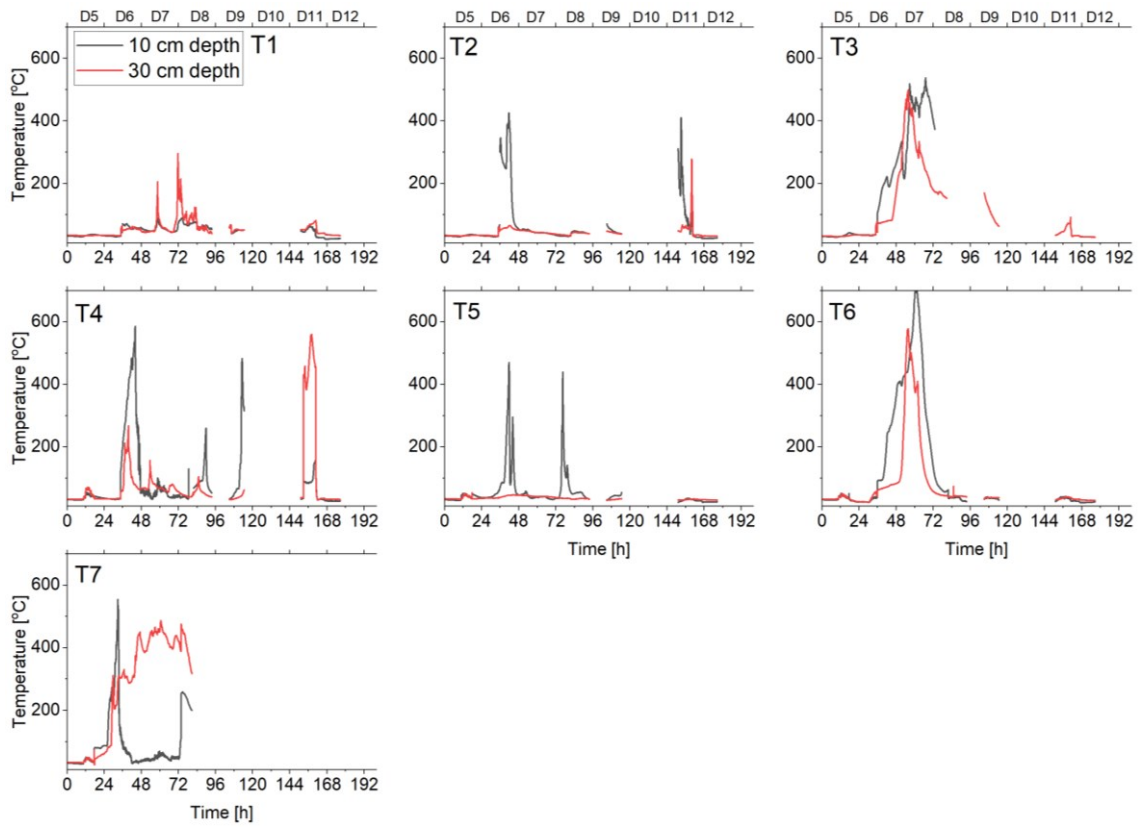 D5 D6 D7 D8 D9 D10 D11 D12
D5 D6 D7 D8 D9 D10 D11 D12
D5 D6 D7 D8 D9 D10 D11 D12
Temperature [°C]
600
400
200
10 cm depth
30 cm depth
T1
0 24 48 72 96 120 144 168 192
600
400
200
T2
0 24 48 72 96 120 144 168 192
600
400
200
T3
0 24 48 72 96 120 144 168 192
Temperature [°C]
600
400
200
T4
0 24 48 72 96 120 144 168 192
600
400
200
T5
0 24 48 72 96 120 144 168 192
Time [h]
600
400
200
T6
0 24 48 72 96 120 144 168 192
Time [h]
Temperature [°C]
600
400
200
T7
0 24 48 72 96 120 144 168 192
Time [h]